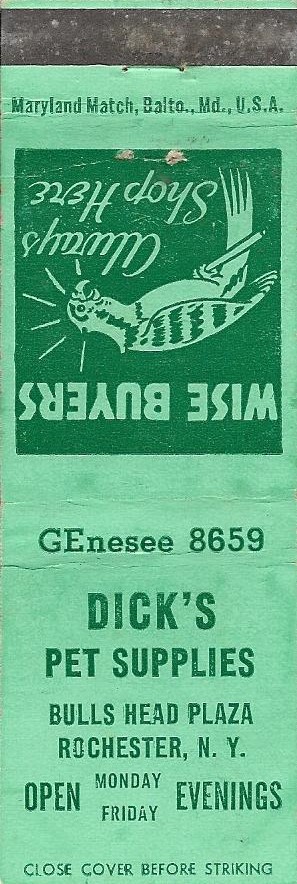 Maryland Match, Balto., Md., U.S.A.
WISE BUYERS
Always
Shop Here
GEnesee 8659
DICK'S
PET SUPPLIES
BULLS HEAD PLAZA
ROCHESTER, N. Y.
OPEN MONDAY FRIDAY EVENINGS
CLOSE COVER BEFORE STRIKING